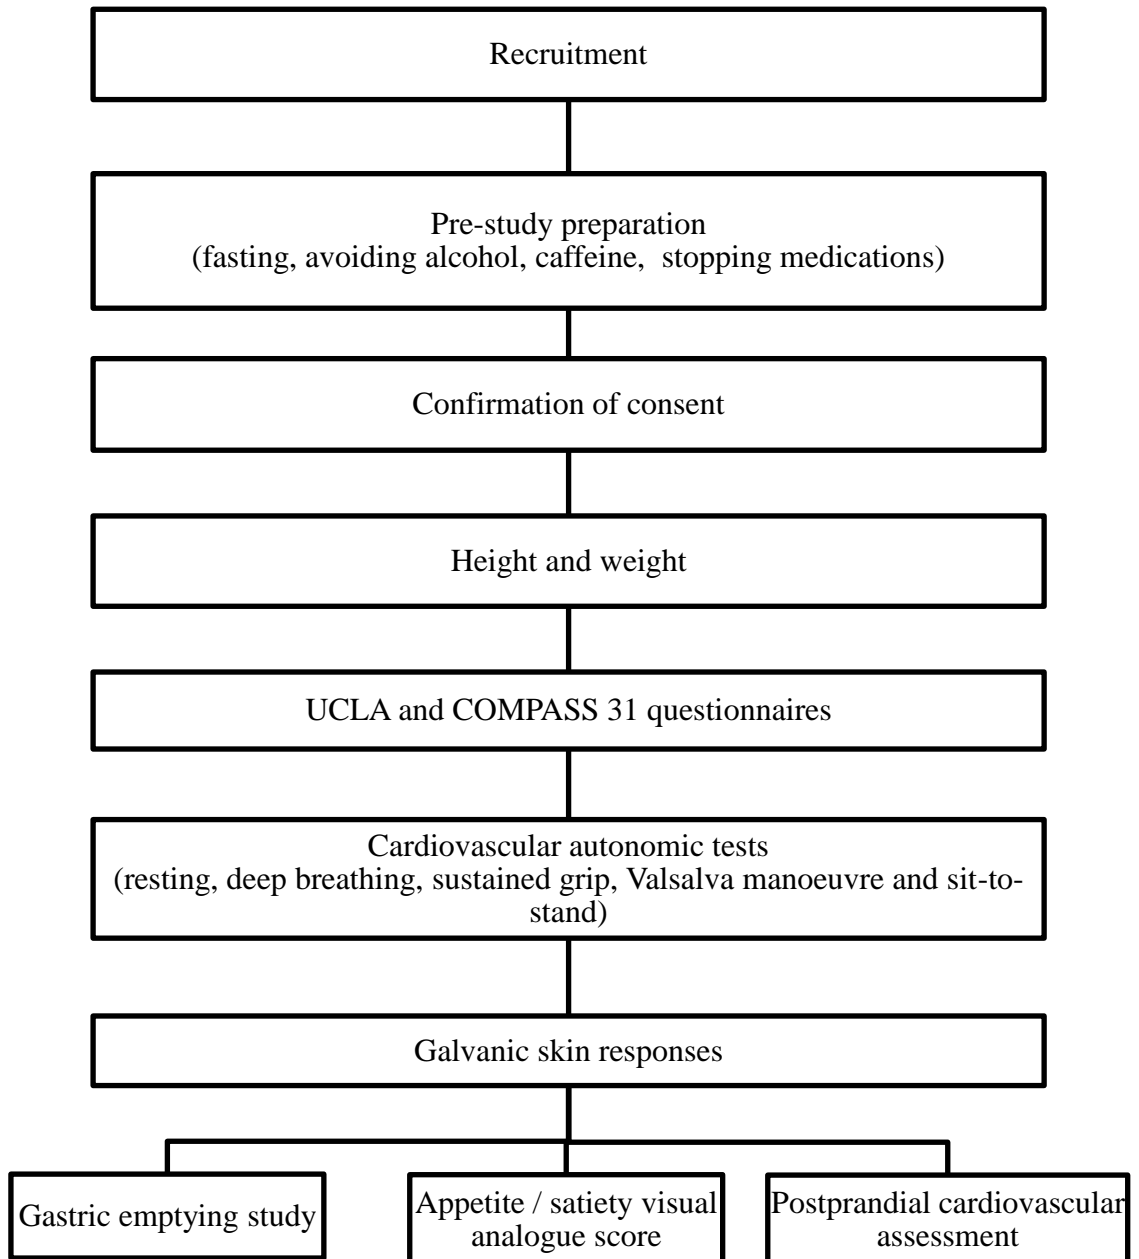 Recruitment
Pre-study preparation
(fasting, avoiding alcohol, caffeine,  stopping medications)
Confirmation of consent
Height and weight
UCLA and COMPASS 31 questionnaires
Cardiovascular autonomic tests
(resting, deep breathing, sustained grip, Valsalva manoeuvre and sit-to-
stand)
Galvanic skin responses
Gastric emptying study
Appetite / satiety visual
analogue score
Postprandial cardiovascular
assessment